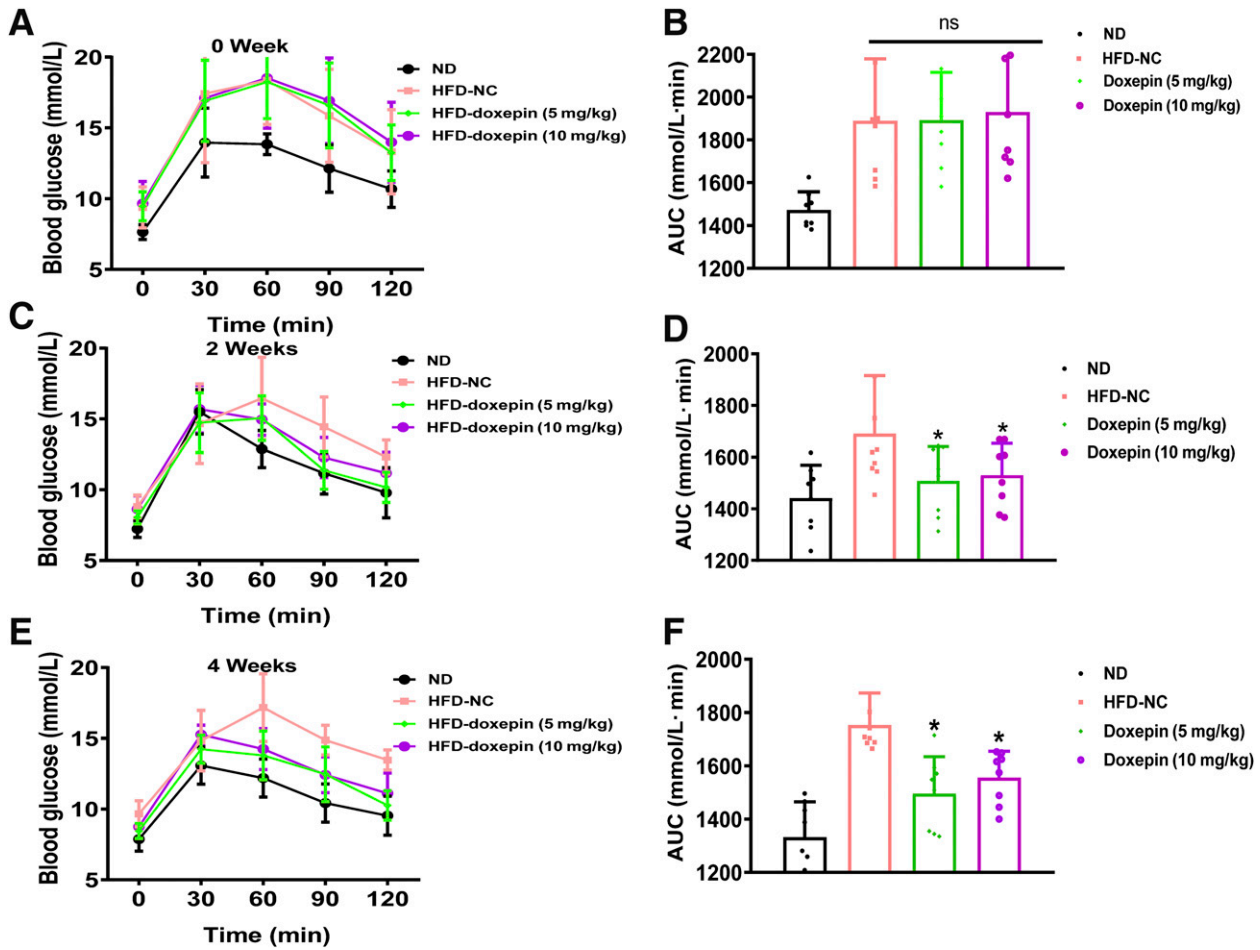 A
0 Week
Blood glucose (mmol/L)
20
15
10
5
0 30 60 90 120
Time (min)
ND
HFD-NC
HFD-doxepin (5 mg/kg)
HFD-doxepin (10 mg/kg)
B
ns
AUC (mmol/L·min)
2200
2000
1800
1600
1400
1200
ND
HFD-NC
Doxepin (5 mg/kg)
Doxepin (10 mg/kg)
C
2 Weeks
Blood glucose (mmol/L)
20
15
10
5
0 30 60 90 120
Time (min)
ND
HFD-NC
HFD-doxepin (5 mg/kg)
HFD-doxepin (10 mg/kg)
D
AUC (mmol/L· min)
2000
1800
1600
1400
1200
* *
ND
HFD-NC
Doxepin (5 mg/kg)
Doxepin (10 mg/kg)
E
4 Weeks
Blood glucose (mmol/L)
20
15
10
5
0 30 60 90 120
Time (min)
ND
HFD-NC
HFD-doxepin (5 mg/kg)
HFD-doxepin (10 mg/kg)
F
AUC (mmol/L· min)
2000
1800
1600
1400
1200
* *
ND
HFD-NC
Doxepin (5 mg/kg)
Doxepin (10 mg/kg)